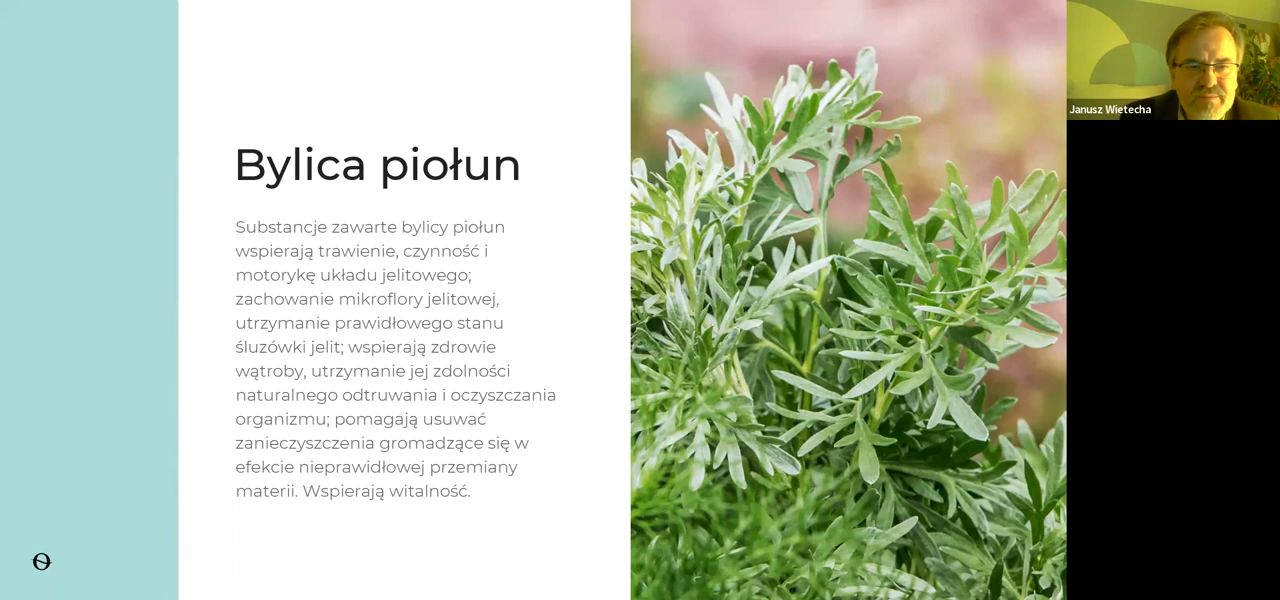 Bylica piołun
Substancje zawarte bylicy piołun
wspierają trawienie, czynność i
motorykę układu jelitowego;
zachowanie mikroflory jelitowej,
utrzymanie prawidłowego stanu
śluzówki jelit; wspierają zdrowie
wątroby, utrzymanie jej zdolności
naturalnego odtruwania i oczyszczania
organizmu; pomagają usuwać
zanieczyszczenia gromadzące się w
efekcie nieprawidłowej przemiany
materii. Wspierają witalność.
Janusz Wietecha